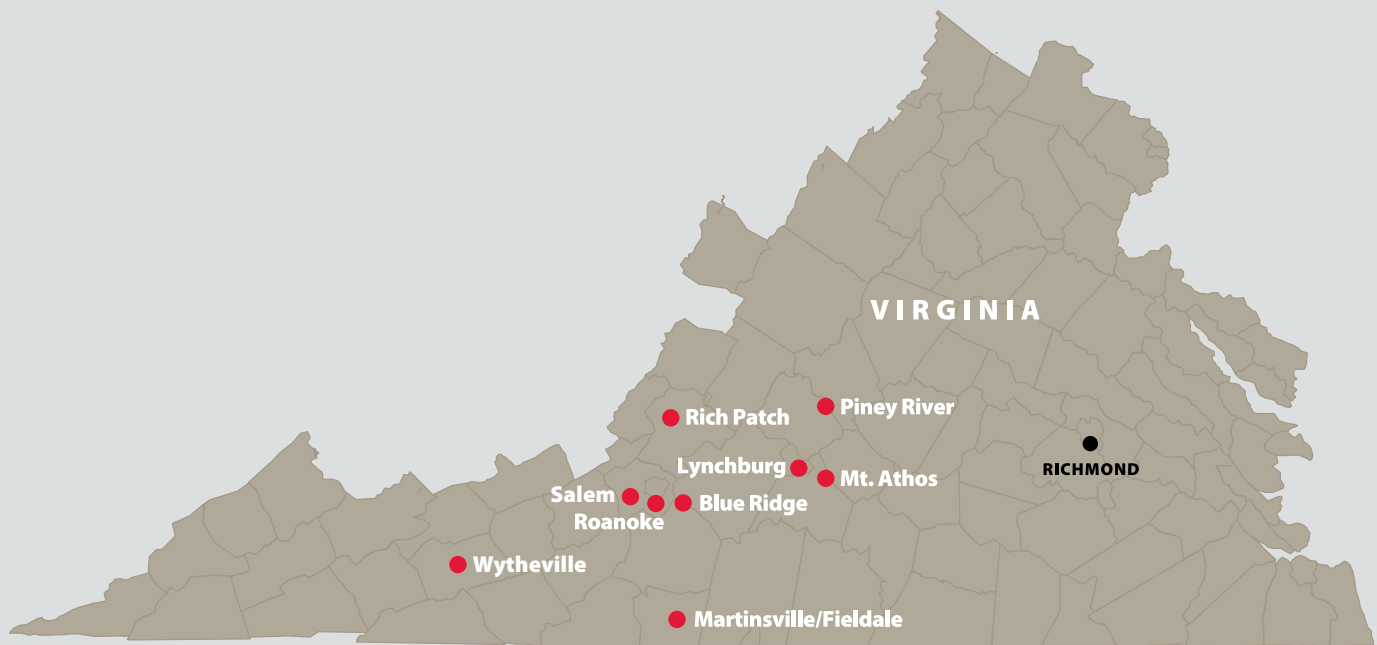 VIRGINIA
Piney River
Rich Patch
RICHMOND
Lynchburg
Mt. Athos
Salem
Blue Ridge
Roanoke
Wytheville
Martinsville/Fieldale